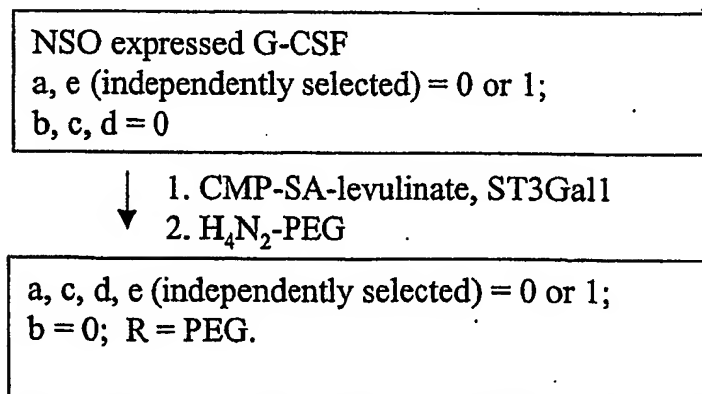 NSO expressed G-CSF
a, e (independently selected) = 0 or 1;
b, c, d = 0
1. CMP-SA-levulinate, ST3Gal1
2. H₄N₂-PEG
a, c, d, e (independently selected) = 0 or 1;
b = 0; R = PEG.